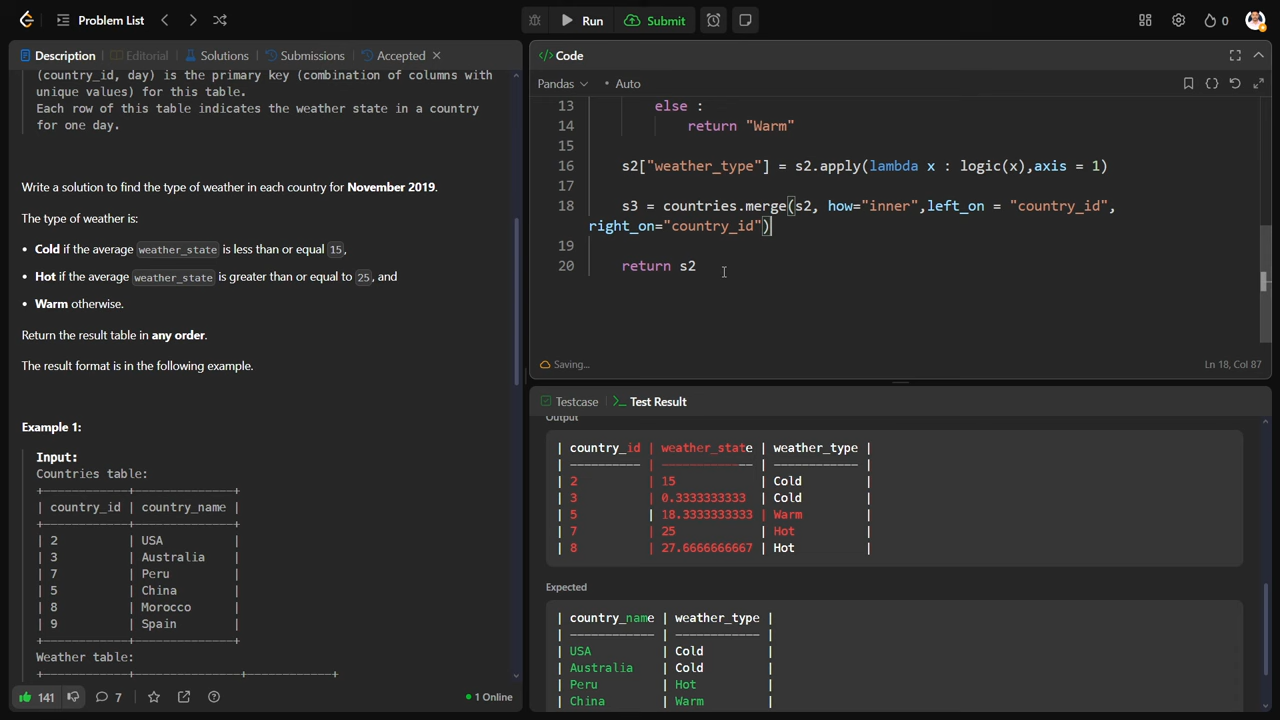 Problem List
Run
Submit
0
Description
Editorial
Solutions
Submissions
Accepted
(country_id, day) is the primary key (combination of columns with
unique values) for this table.
Each row of this table indicates the weather state in a country
for one day.
Write a solution to find the type of weather in each country for November 2019.
The type of weather is:
• Cold if the average weather_state is less than or equal 15,
• Hot if the average weather_state is greater than or equal to 25, and
• Warm otherwise.
Return the result table in any order.
The result format is in the following example.
Example 1:
Input:
Countries table:
+------------+--------------+
| country_id | country_name |
+------------+--------------+
| 2          | USA          |
| 3          | Australia    |
| 7          | Peru         |
| 5          | China        |
| 8          | Morocco      |
| 9          | Spain        |
+------------+--------------+
Weather table:
+------------+---------------+------------+
141
7
1 Online
</> Code
Pandas
• Auto
13 else :
14 return "Warm"
15
16 s2["weather_type"] = s2.apply(lambda x : logic(x),axis = 1)
17
18 s3 = countries.merge(s2, how="inner",left_on = "country_id",
right_on="country_id")
19
20 return s2
Saving...
Ln 18, Col 87
Testcase
>_ Test Result
Output
| country_id | weather_state | weather_type |
| ---------- | ------------- | ------------ |
| 2          | 15            | Cold         |
| 3          | 0.3333333333  | Cold         |
| 5          | 18.3333333333 | Warm         |
| 7          | 25            | Hot          |
| 8          | 27.6666666667 | Hot          |
Expected
| country_name | weather_type |
| ------------ | ------------ |
| USA          | Cold         |
| Australia    | Cold         |
| Peru         | Hot          |
| China        | Warm         |